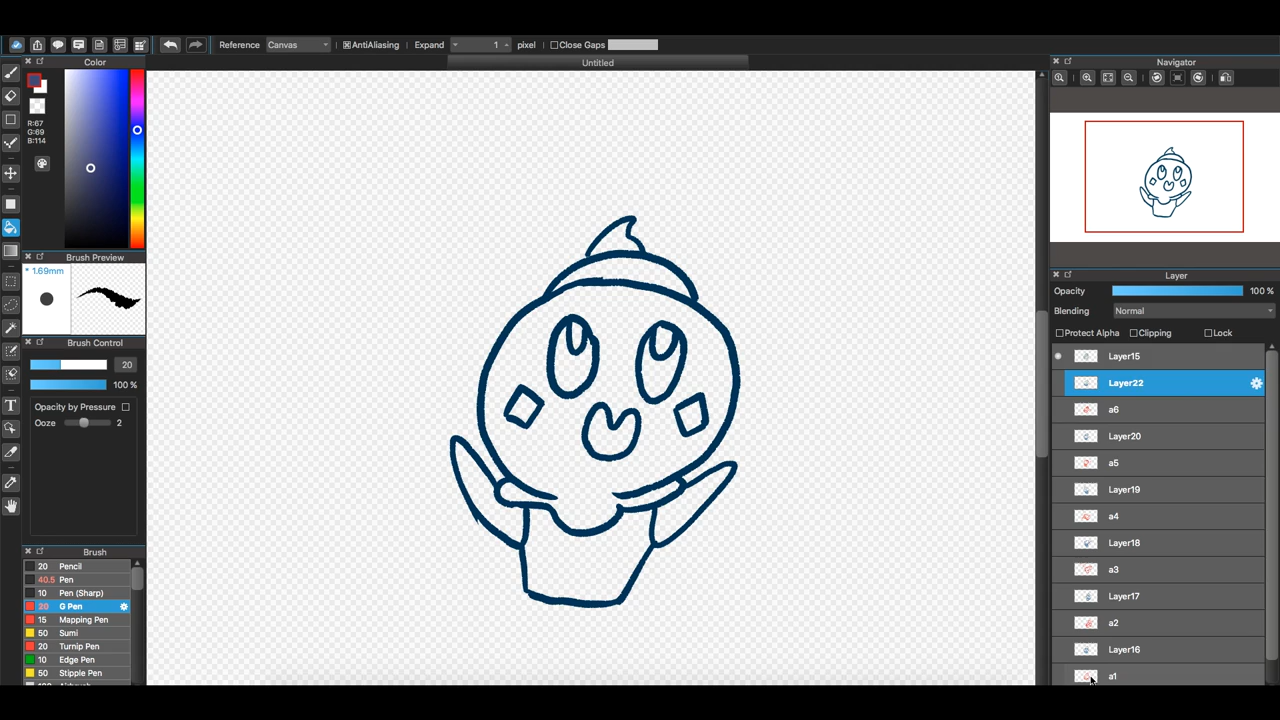 Reference Canvas AntiAliasing Expand 1 pixel Close Gaps
Color
Untitled
Navigator
R:67
G:69
B:114
Brush Preview
* 1.69mm
Layer
Opacity 100 %
Blending Normal
Protect Alpha Clipping Lock
Brush Control
20
100 %
Opacity by Pressure
Ooze 2
Layer15
Layer22
a6
Layer20
a5
Layer19
a4
Layer18
a3
Layer17
a2
Layer16
a1
Brush
20 Pencil
40.5 Pen
10 Pen (Sharp)
20 G Pen
15 Mapping Pen
50 Sumi
20 Turnip Pen
10 Edge Pen
50 Stipple Pen
T